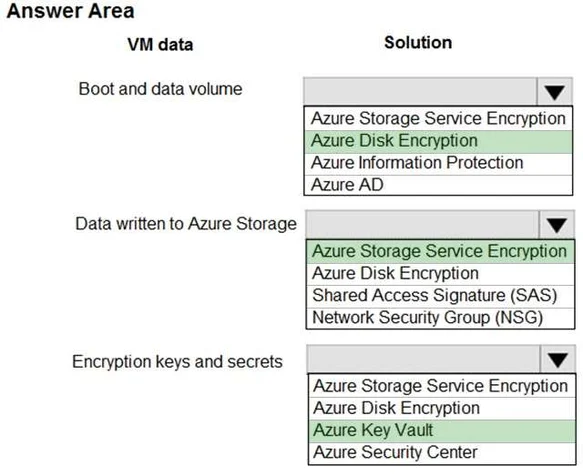 Answer Area
VM data Solution
Boot and data volume
Azure Storage Service Encryption
Azure Disk Encryption
Azure Information Protection
Azure AD
Data written to Azure Storage
Azure Storage Service Encryption
Azure Disk Encryption
Shared Access Signature (SAS)
Network Security Group (NSG)
Encryption keys and secrets
Azure Storage Service Encryption
Azure Disk Encryption
Azure Key Vault
Azure Security Center